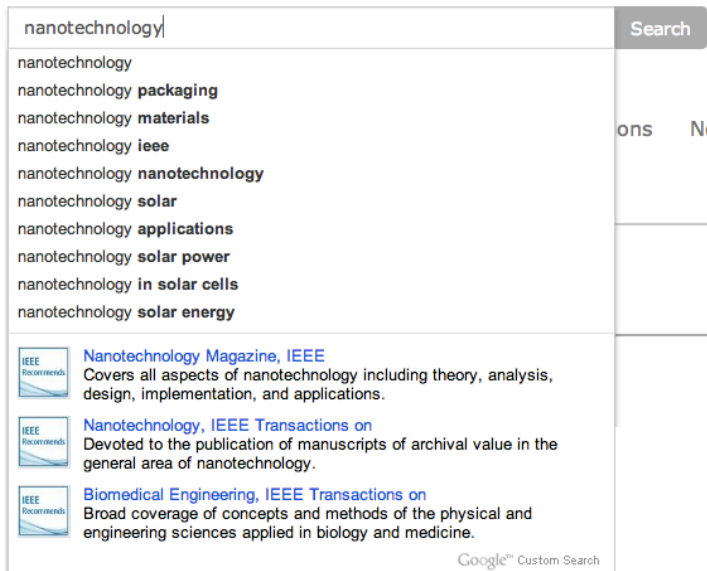 nanotechnology
Search
nanotechnology
nanotechnology packaging
nanotechnology materials
nanotechnology ieee
nanotechnology nanotechnology
nanotechnology solar
nanotechnology applications
nanotechnology solar power
nanotechnology in solar cells
nanotechnology solar energy
ons N
IEEE
Recommends
Nanotechnology Magazine, IEEE
Covers all aspects of nanotechnology including theory, analysis,
design, implementation, and applications.
IEEE
Recommends
Nanotechnology, IEEE Transactions on
Devoted to the publication of manuscripts of archival value in the
general area of nanotechnology.
IEEE
Recommends
Biomedical Engineering, IEEE Transactions on
Broad coverage of concepts and methods of the physical and
engineering sciences applied in biology and medicine.
Google™ Custom Search